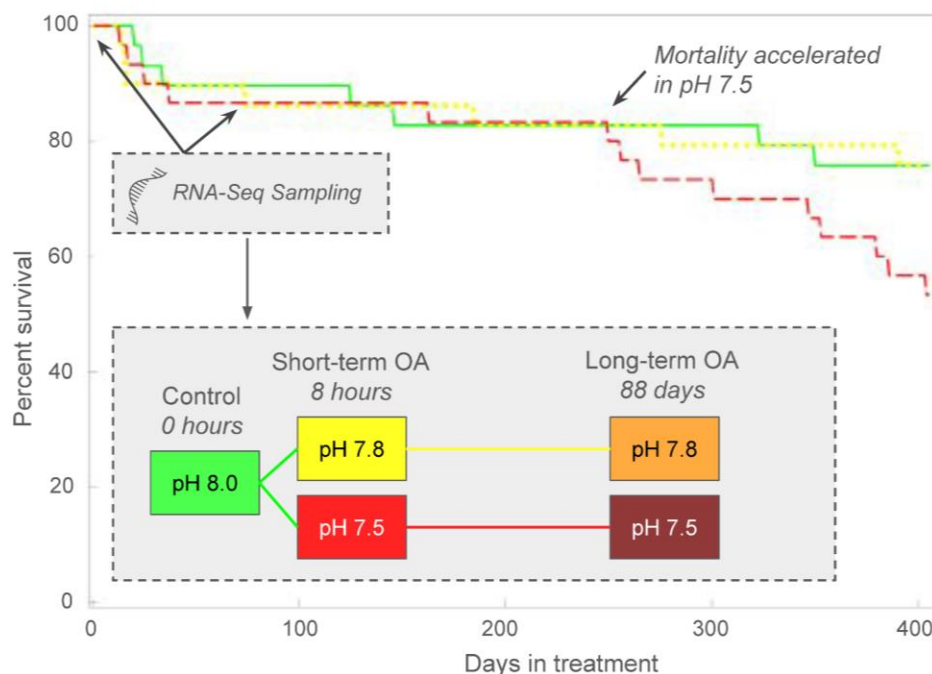 100
80
60
40
20
0
Percent survival
Mortality accelerated
in pH 7.5
RNA-Seq Sampling
Control
0 hours
Short-term OA
8 hours
Long-term OA
88 days
pH 8.0
pH 7.8
pH 7.5
pH 7.8
pH 7.5
0
100
200
300
400
Days in treatment